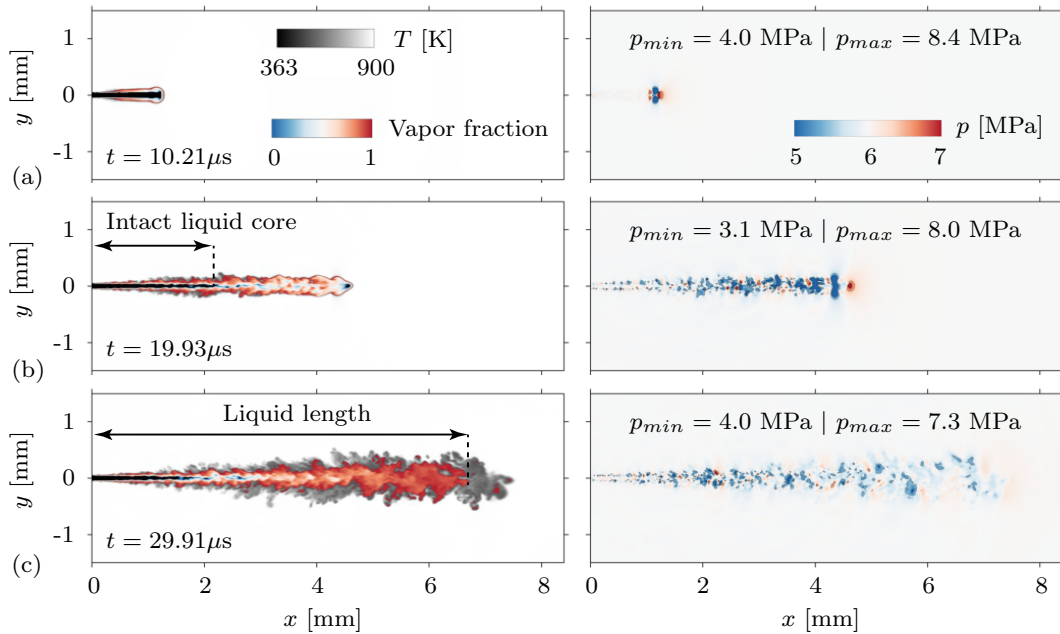 1
0
-1
y [mm]
(a)
T [K]
363 900
Vapor fraction
0 1
t = 10.21μs
p_min = 4.0 MPa | p_max = 8.4 MPa
p [MPa]
5 6 7
1
0
-1
y [mm]
(b)
Intact liquid core
t = 19.93μs
p_min = 3.1 MPa | p_max = 8.0 MPa
1
0
-1
y [mm]
(c)
Liquid length
t = 29.91μs
p_min = 4.0 MPa | p_max = 7.3 MPa
0 2 4 6 8
x [mm]
0 2 4 6 8
x [mm]